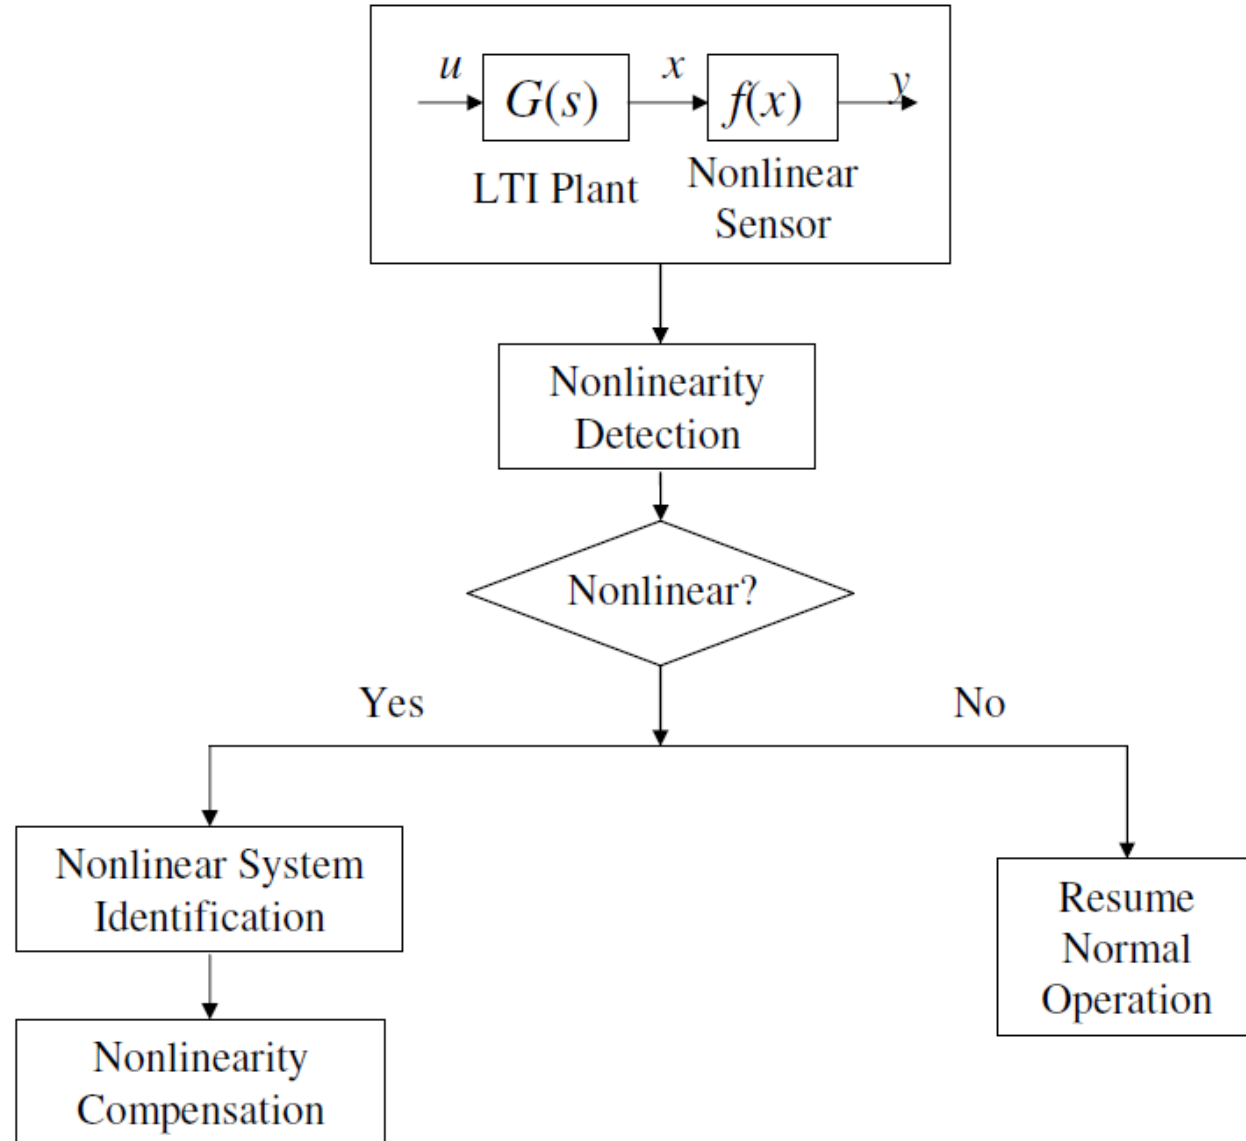 u
x
y
G(s)
f(x)
LTI Plant
Nonlinear
Sensor
Nonlinearity
Detection
Nonlinear?
Yes
No
Nonlinear System
Identification
Resume
Normal
Operation
Nonlinearity
Compensation